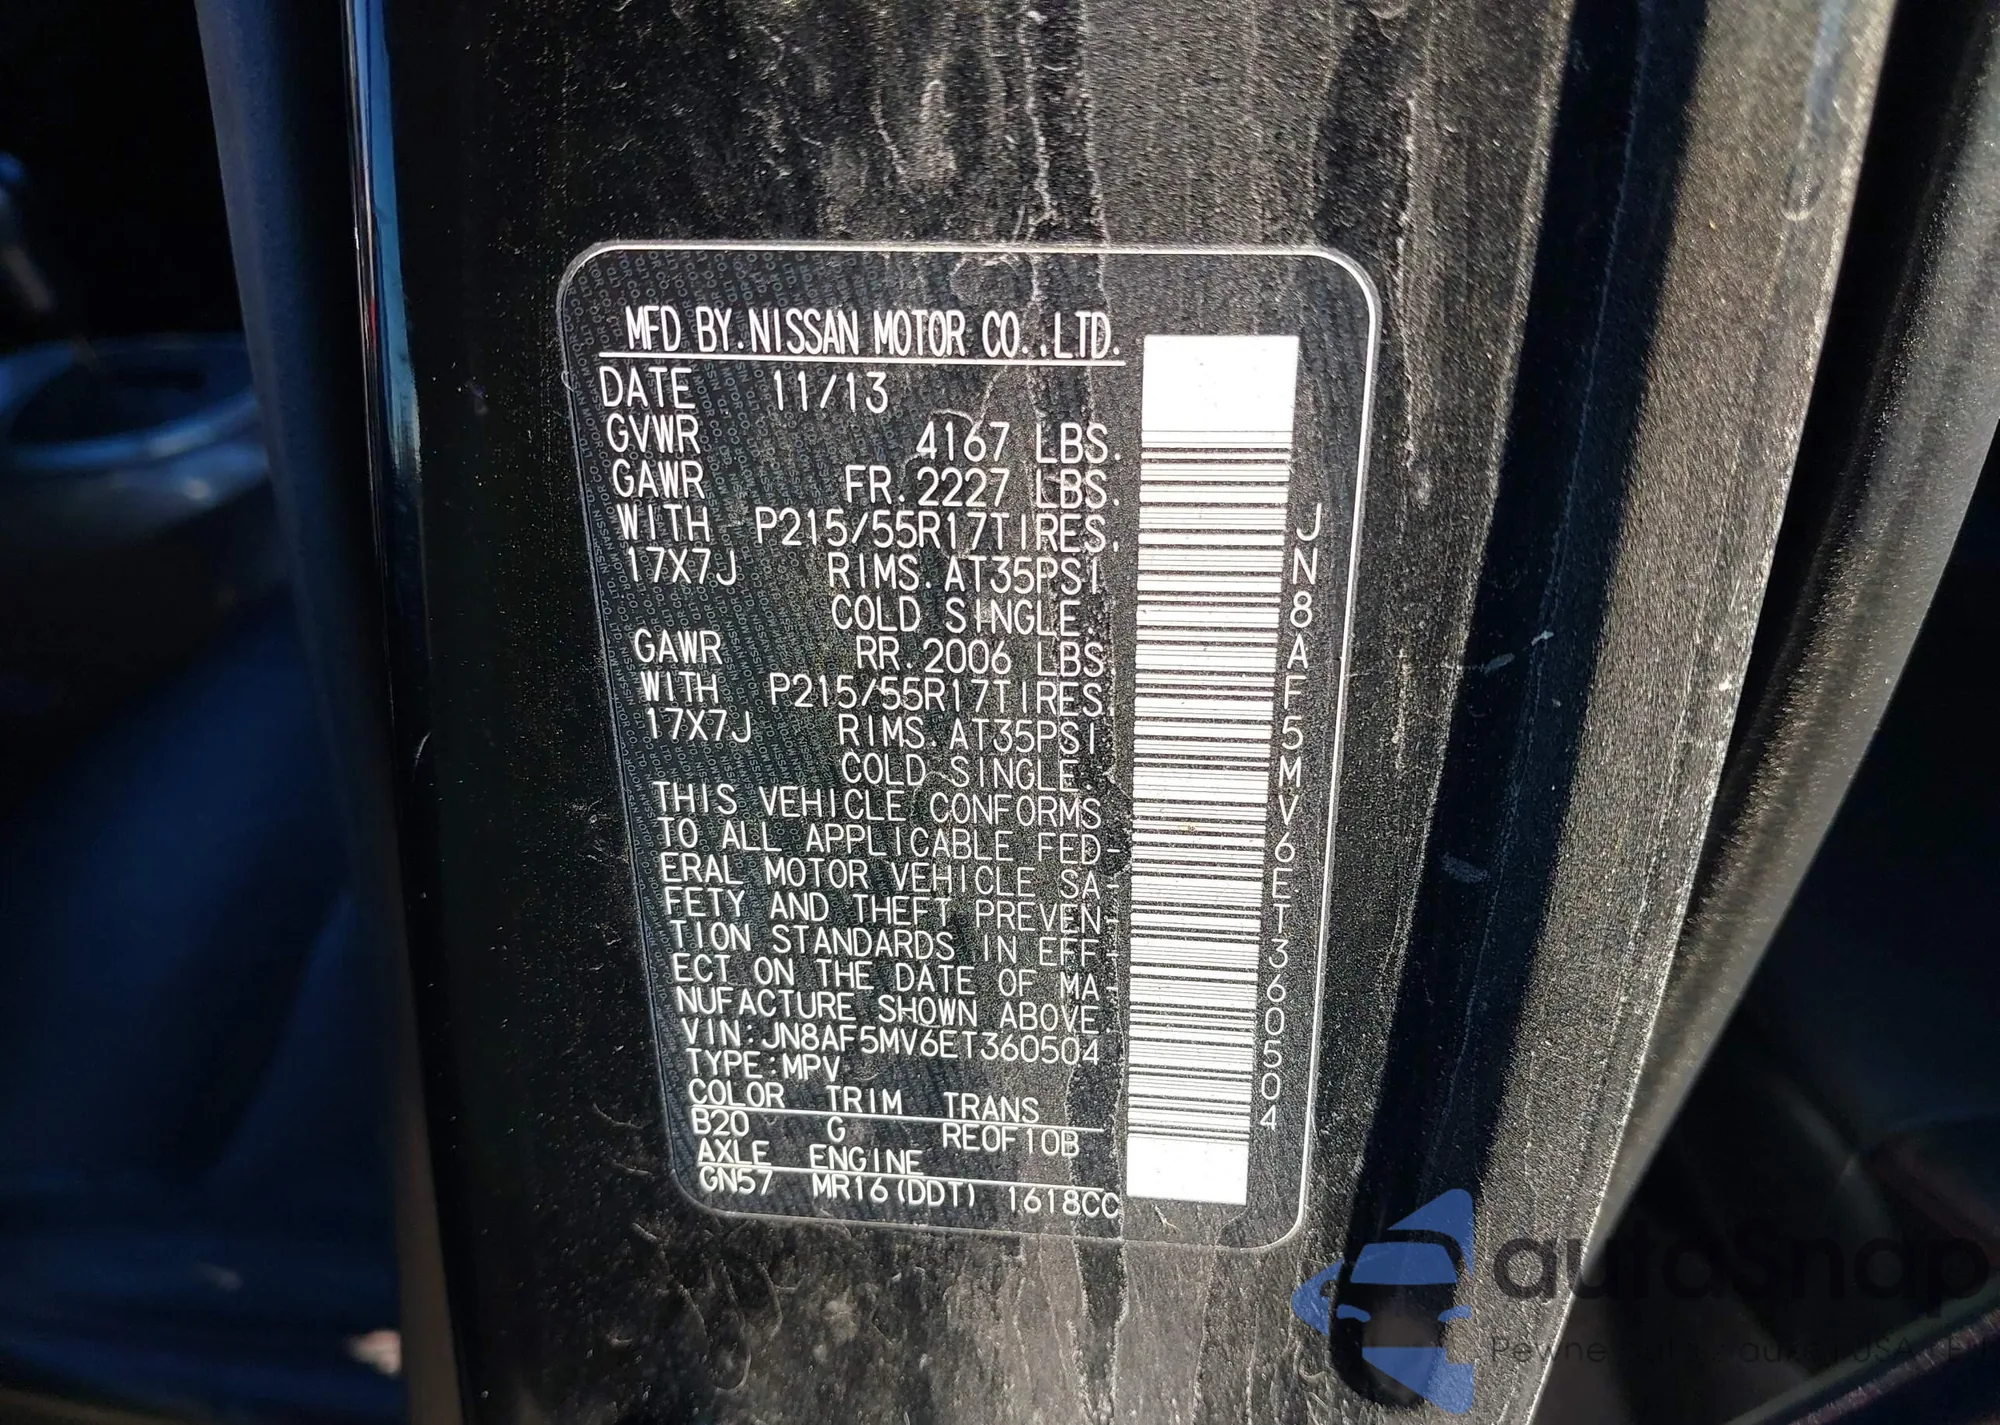 MFD BY.NISSAN MOTOR CO.,LTD.
DATE 11/13
GVWR 4167 LBS.
GAWR FR.2227 LBS.
WITH P215/55R17TIRES.
17X7J RIMS.AT35PSI
COLD SINGLE.
GAWR RR.2006 LBS.
WITH P215/55R17TIRES.
17X7J RIMS.AT35PSI
COLD SINGLE.
THIS VEHICLE CONFORMS
TO ALL APPLICABLE FED-
ERAL MOTOR VEHICLE SA-
FETY AND THEFT PREVEN-
TION STANDARDS IN EFF-
ECT ON THE DATE OF MA-
NUFACTURE SHOWN ABOVE.
VIN:JN8AF5MV6ET360504
TYPE:MPV
COLOR TRIM TRANS
B20 G RE0F10B
AXLE ENGINE
GN57 MR16(DDT) 1618CC
JN8AF5MV6ET360504
autosnap
Pewne USA